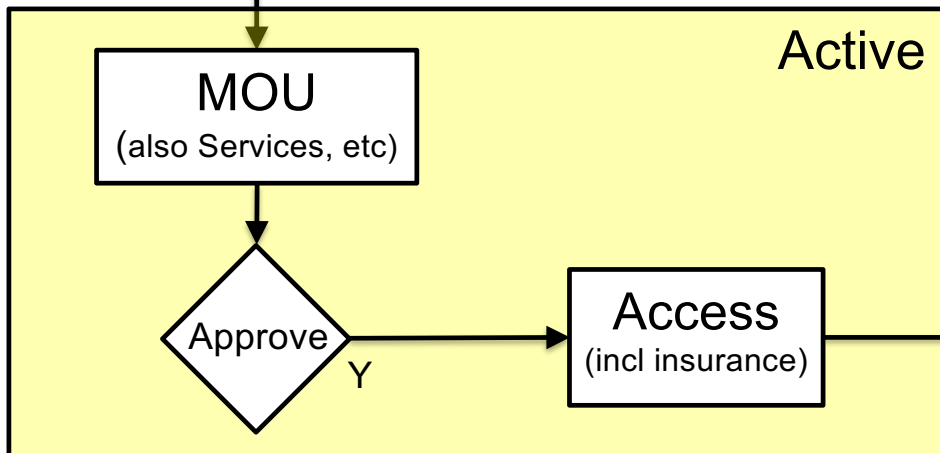 Active
MOU
(also Services, etc)
Approve
Y
Access
(incl insurance)